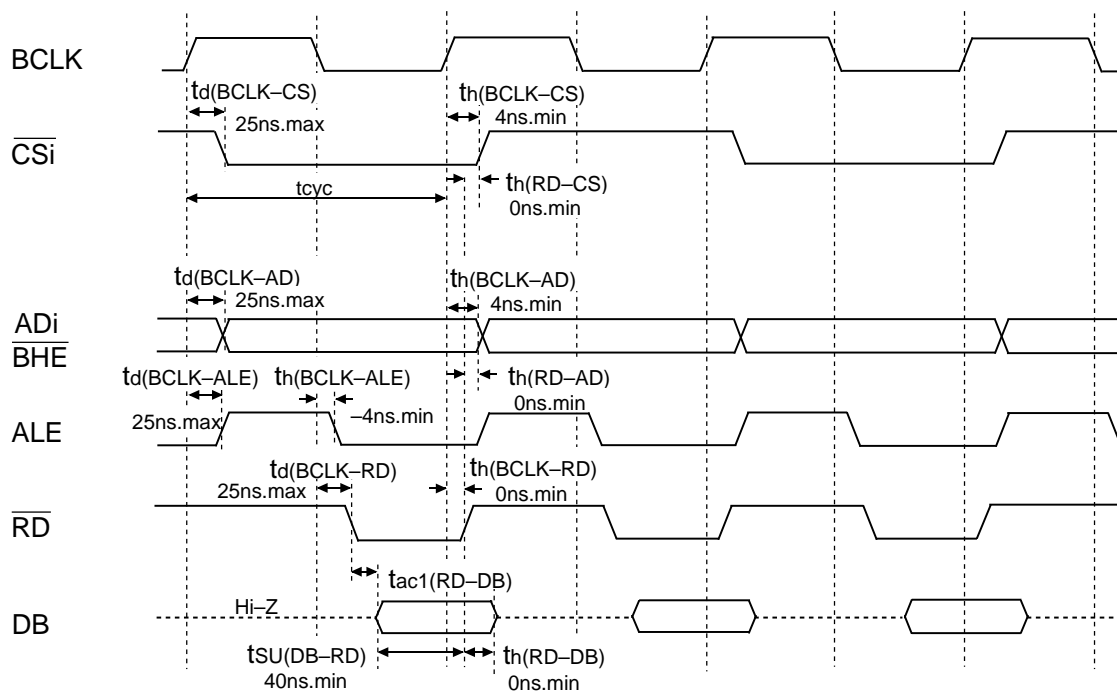 BCLK
td(BCLK–CS)
25ns.max
th(BCLK–CS)
4ns.min
CSi
tcyc
th(RD–CS)
0ns.min
td(BCLK–AD)
25ns.max
th(BCLK–AD)
4ns.min
ADi
BHE
td(BCLK–ALE)
25ns.max
th(BCLK–ALE)
–4ns.min
th(RD–AD)
0ns.min
ALE
td(BCLK–RD)
25ns.max
th(BCLK–RD)
0ns.min
RD
tac1(RD–DB)
Hi–Z
DB
tSU(DB–RD)
40ns.min
th(RD–DB)
0ns.min